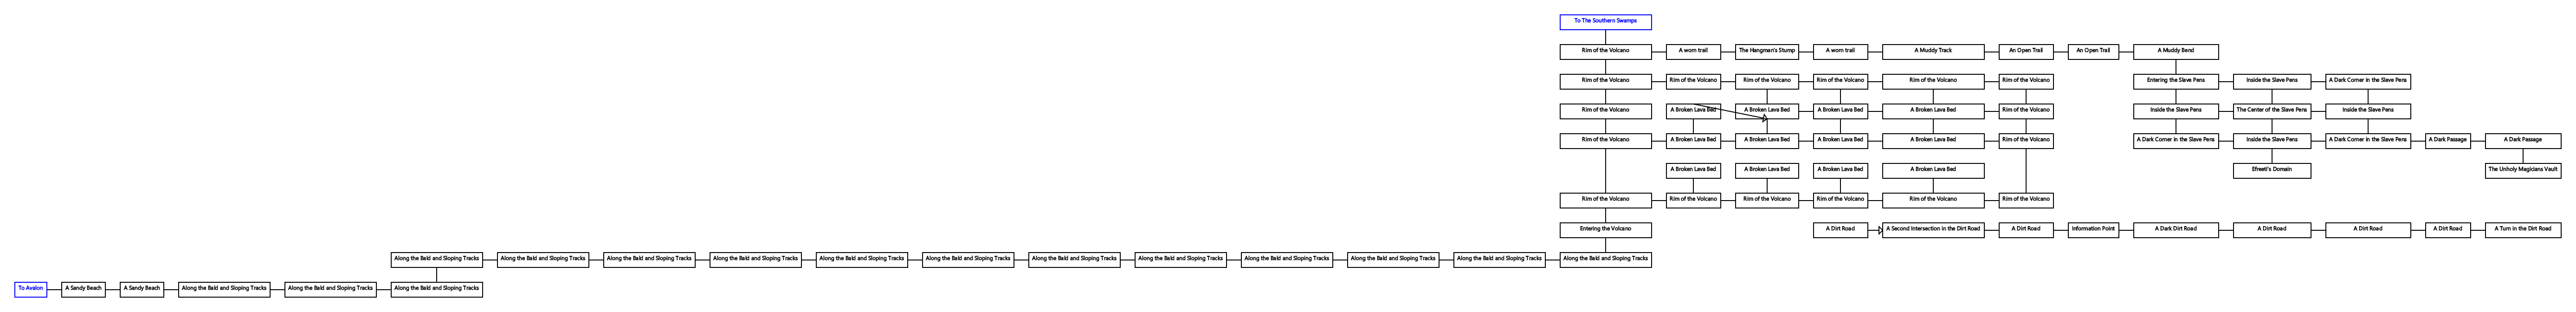 To The Southern Swamps
Rim of the Volcano A worn trail The Hangman's Stump A worn trail A Muddy Track An Open Trail An Open Trail A Muddy Bend
Rim of the Volcano Rim of the Volcano Rim of the Volcano Rim of the Volcano Rim of the Volcano Rim of the Volcano Entering the Slave Pens Inside the Slave Pens A Dark Corner in the Slave Pens
Rim of the Volcano A Broken Lava Bed A Broken Lava Bed A Broken Lava Bed A Broken Lava Bed Rim of the Volcano Inside the Slave Pens The Center of the Slave Pens Inside the Slave Pens
Rim of the Volcano A Broken Lava Bed A Broken Lava Bed A Broken Lava Bed A Broken Lava Bed Rim of the Volcano A Dark Corner in the Slave Pens Inside the Slave Pens A Dark Corner in the Slave Pens A Dark Passage A Dark Passage
A Broken Lava Bed A Broken Lava Bed A Broken Lava Bed A Broken Lava Bed Efreeti's Domain The Unholy Magicians Vault
Rim of the Volcano Rim of the Volcano Rim of the Volcano Rim of the Volcano Rim of the Volcano Rim of the Volcano
Entering the Volcano A Dirt Road A Second Intersection in the Dirt Road A Dirt Road Information Point A Dark Dirt Road A Dirt Road A Dirt Road A Dirt Road A Turn in the Dirt Road
Along the Bald and Sloping Tracks Along the Bald and Sloping Tracks Along the Bald and Sloping Tracks Along the Bald and Sloping Tracks Along the Bald and Sloping Tracks Along the Bald and Sloping Tracks Along the Bald and Sloping Tracks Along the Bald and Sloping Tracks Along the Bald and Sloping Tracks Along the Bald and Sloping Tracks Along the Bald and Sloping Tracks Along the Bald and Sloping Tracks
To Avalon A Sandy Beach A Sandy Beach Along the Bald and Sloping Tracks Along the Bald and Sloping Tracks Along the Bald and Sloping Tracks